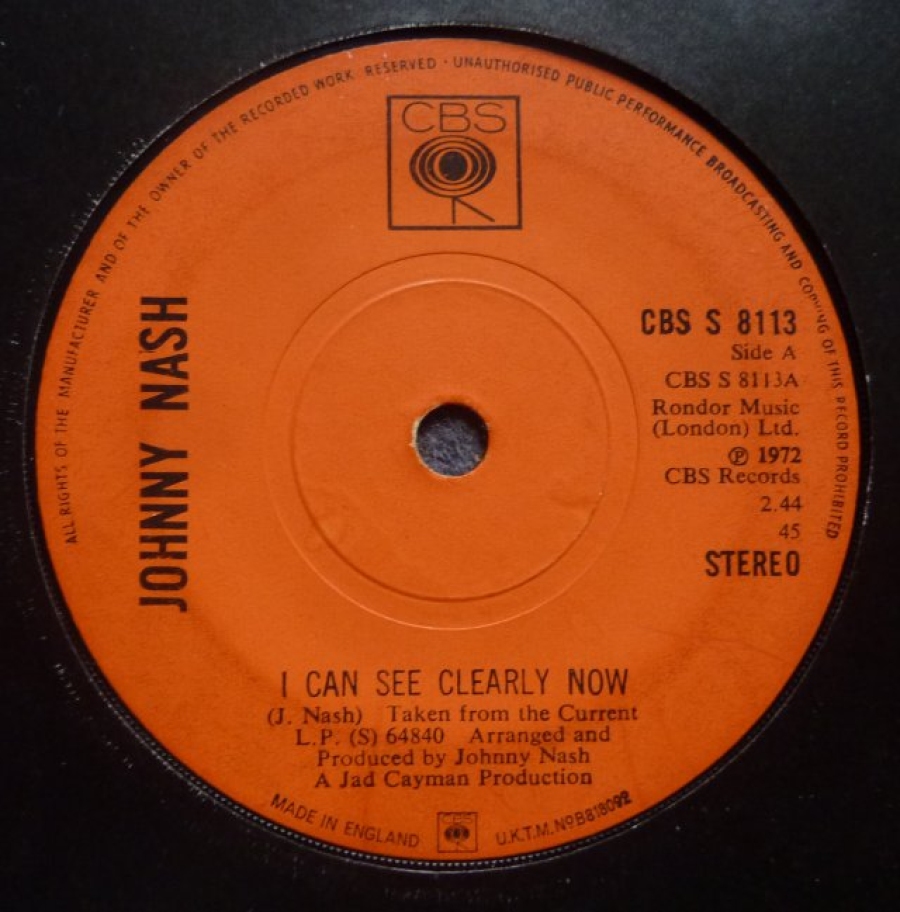 ALL RIGHTS OF THE MANUFACTURER AND OF THE OWNER OF THE RECORDED WORK RESERVED · UNAUTHORISED PUBLIC PERFORMANCE BROADCASTING AND COPYING OF THIS RECORD PROHIBITED
CBS
JOHNNY NASH
CBS S 8113
Side A
CBS S 8113A
Rondor Music
(London) Ltd.
℗ 1972
CBS Records
2.44
45
STEREO
I CAN SEE CLEARLY NOW
(J. Nash) Taken from the Current
L.P. (S) 64840 Arranged and
Produced by Johnny Nash
A Jad Cayman Production
MADE IN ENGLAND CBS U.K.T.M. No B818092